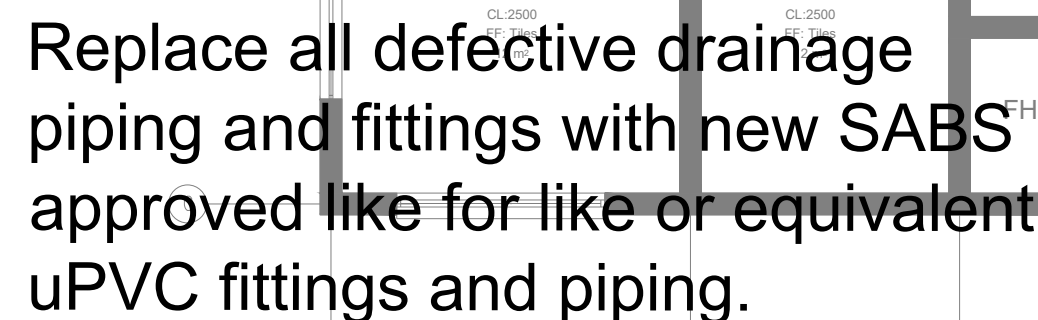 CL:2500
CL:2500
FF: Tiles
FF: Tiles
m²
Replace all defective drainage
FH
piping and fittings with new SABS
approved like for like or equivalent
uPVC fittings and piping.